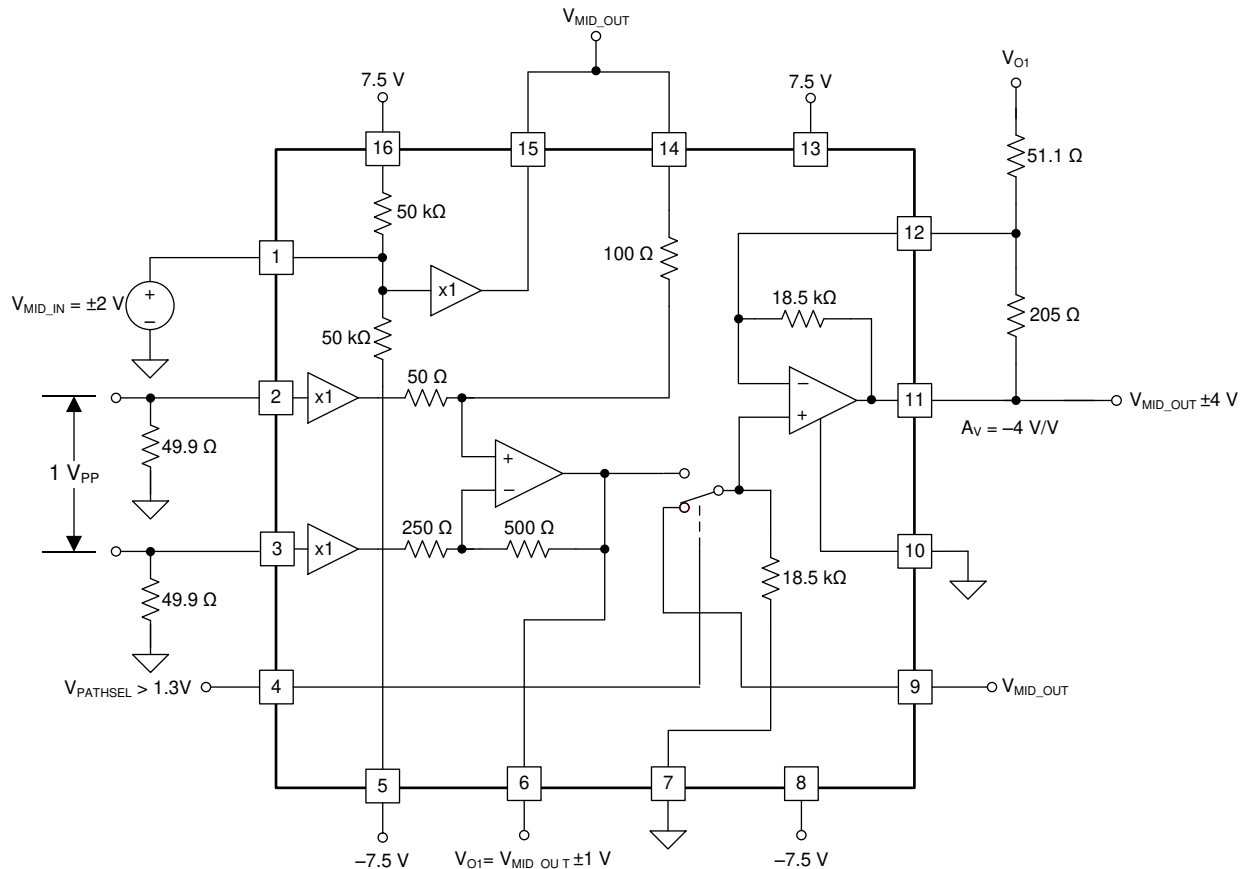 V_MID_OUT
V_O1
7.5 V
7.5 V
16
15
14
13
51.1 Ω
50 kΩ
12
1
100 Ω
x1
18.5 kΩ
V_MID_IN = ±2 V
+
–
205 Ω
50 kΩ
50 Ω
2
x1
–
+
11
V_MID_OUT ±4 V
A_V = –4 V/V
49.9 Ω
1 V_PP
+
–
250 Ω
500 Ω
3
x1
10
18.5 kΩ
49.9 Ω
V_PATHSEL > 1.3V
4
9
V_MID_OUT
5
6
7
8
–7.5 V
V_O1= V_MID_OUT ±1 V
–7.5 V